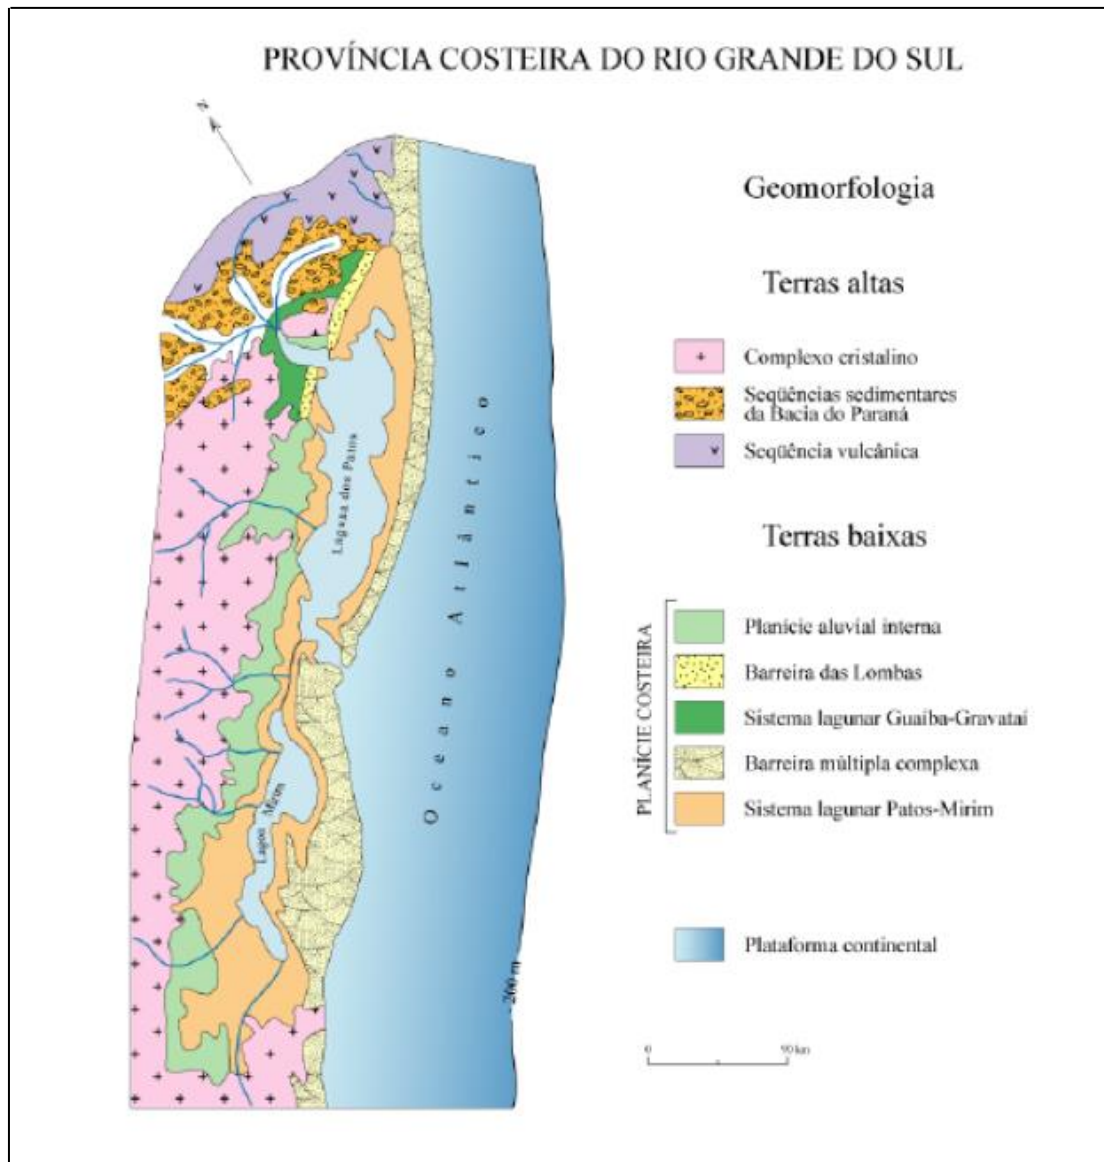 PROVÍNCIA COSTEIRA DO RIO GRANDE DO SUL
N
Geomorfologia
Terras altas
Complexo cristalino
Seqüências sedimentares
da Bacia do Paraná
Seqüência vulcânica
Terras baixas
PLANÍCIE COSTEIRA
Planície aluvial interna
Barreira das Lombas
Sistema lagunar Guaíba-Gravataí
Barreira múltipla complexa
Sistema lagunar Patos-Mirim
Plataforma continental
0 90 km
Laguna dos Patos
Oceano Atlântico
Lagoa Mirim
- 200 m